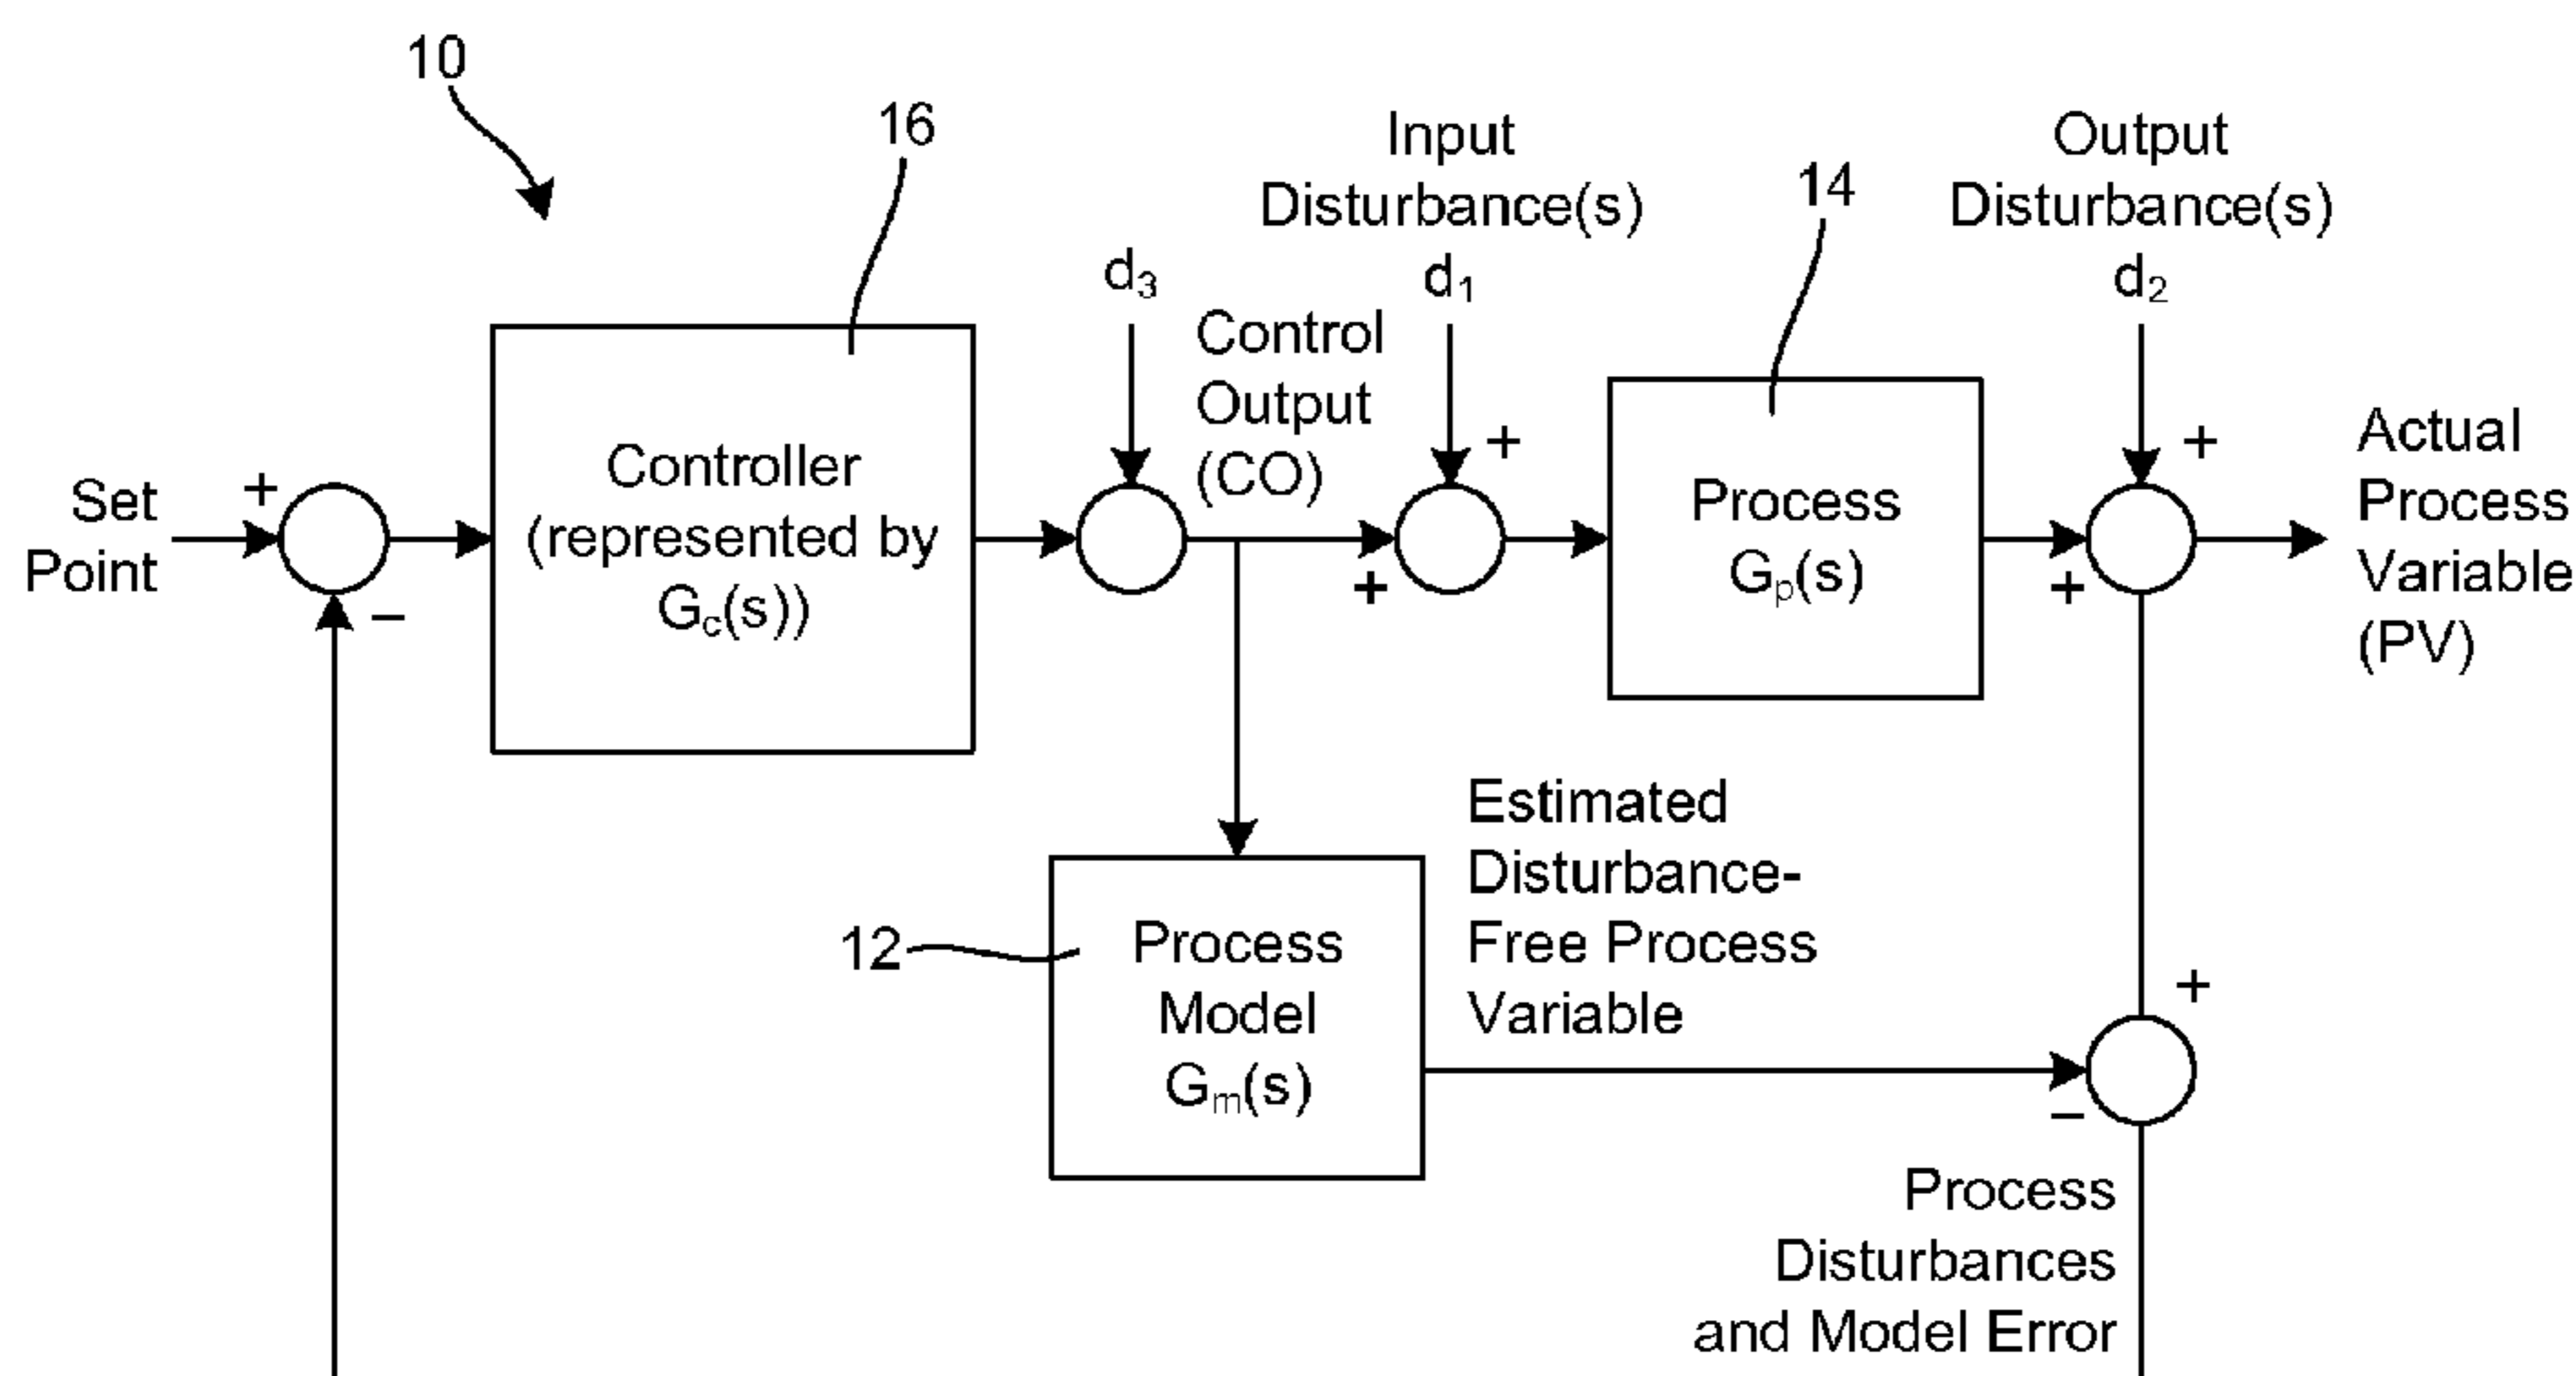 10
16
Input
Disturbance(s)
d₁
14
Output
Disturbance(s)
d₂
d₃
Control
Output
(CO)
Set
Point
+
−
Controller
(represented by
G꜀(s))
+
+
Process
Gₚ(s)
+
+
Actual
Process
Variable
(PV)
12
Process
Model
Gₘ(s)
Estimated
Disturbance-
Free Process
Variable
+
−
Process
Disturbances
and Model Error